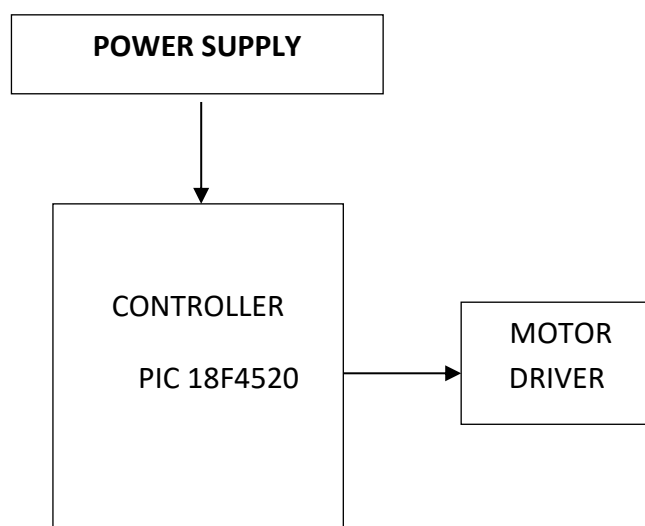 POWER SUPPLY
CONTROLLER
PIC 18F4520
MOTOR
DRIVER